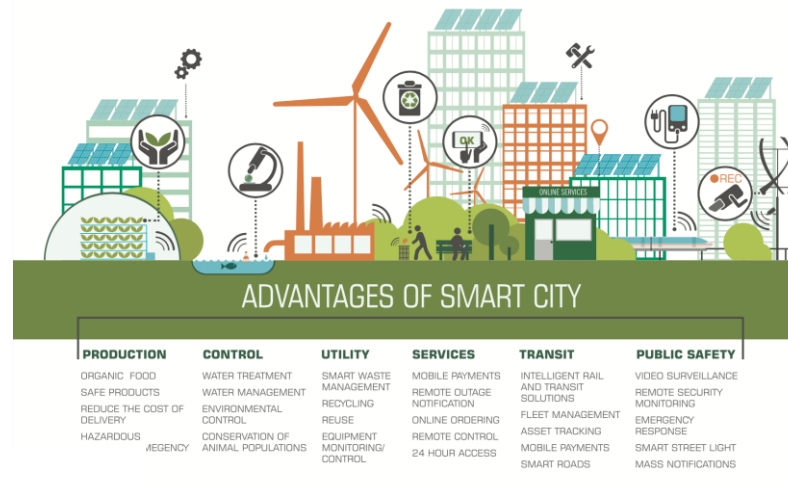 OK
REC
ONLINE SERVICES
ADVANTAGES OF SMART CITY
PRODUCTION
ORGANIC FOOD
SAFE PRODUCTS
REDUCE THE COST OF
DELIVERY
HAZARDOUS
CONTROL
WATER TREATMENT
WATER MANAGEMENT
ENVIRONMENTAL
CONTROL
CONSERVATION OF
ANIMAL POPULATIONS
UTILITY
SMART WASTE
MANAGEMENT
RECYCLING
REUSE
EQUIPMENT
MONITORING/
CONTROL
SERVICES
MOBILE PAYMENTS
REMOTE OUTAGE
NOTIFICATION
ONLINE ORDERING
REMOTE CONTROL
24 HOUR ACCESS
TRANSIT
INTELLIGENT RAIL
AND TRANSIT
SOLUTIONS
FLEET MANAGEMENT
ASSET TRACKING
MOBILE PAYMENTS
SMART ROADS
PUBLIC SAFETY
VIDEO SURVEILLANCE
REMOTE SECURITY
MONITORING
EMERGENCY
RESPONSE
SMART STREET LIGHT
MASS NOTIFICATIONS